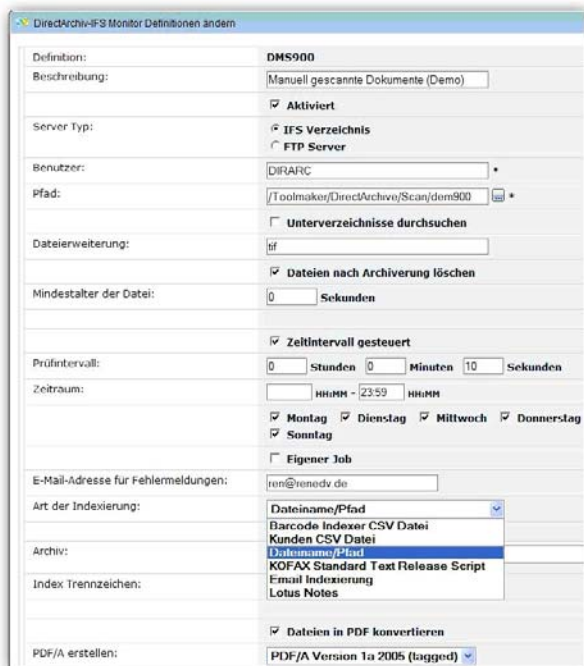 DirectArchiv-IFS Monitor Definitionen ändern
Definition: DMS900
Beschreibung: Manuell gescannte Dokumente (Demo)
Aktiviert
Server Typ: IFS Verzeichnis
FTP Server
Benutzer: DIRARC *
Pfad: /Toolmaker/DirectArchive/Scan/dem900 ... *
Unterverzeichnisse durchsuchen
Dateierweiterung: tif
Dateien nach Archiverung löschen
Mindestalter der Datei: 0 Sekunden
Zeitintervall gesteuert
Prüfintervall: 0 Stunden 0 Minuten 10 Sekunden
Zeitraum: HH:MM - 23:59 HH:MM
Montag Dienstag Mittwoch Donnerstag
Sonntag
Eigener Job
E-Mail-Adresse für Fehlermeldungen: ren@renedv.de
Art der Indexierung: Dateiname/Pfad
Barcode Indexer CSV Datei
Kunden CSV Datei
Archiv: Dateiname/Pfad
KOFAX Standard Text Release Script
Index Trennzeichen: Email Indexierung
Lotus Notes
Dateien in PDF konvertieren
PDF/A erstellen: PDF/A Version 1a 2005 (tagged)